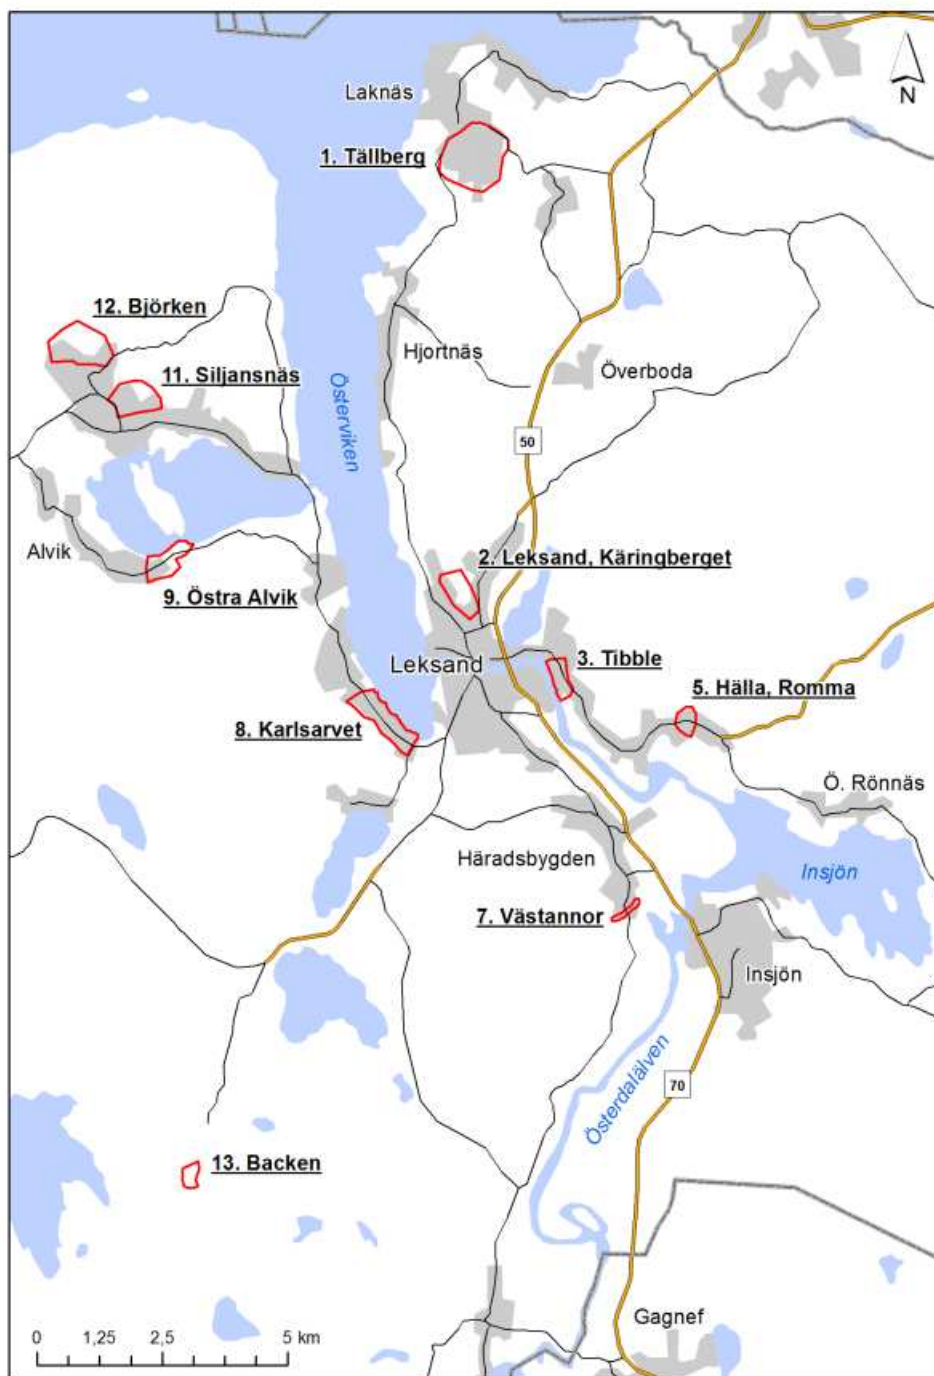 Laknäs
N
1. Tällberg
12. Björken
Hjortnäs
11. Siljansnäs
Överboda
Österviken
50
Alvik
2. Leksand, Käringberget
9. Östra Alvik
Leksand
3. Tibble
5. Hälla, Romma
8. Karlsarvet
Ö. Rönnäs
Häradsbygden
Insjön
7. Västannor
Insjön
Österdalälven
70
13. Backen
Gagnef
0 1,25 2,5 5 km